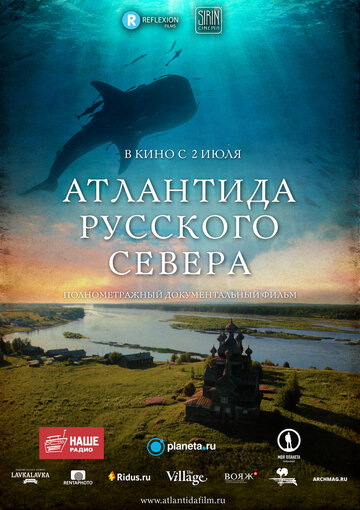 REFLEXION
FILMS
SIRIN
CINEMA
В КИНО С 2 ИЮЛЯ
АТЛАНТИДА
РУССКОГО
СЕВЕРА
ПОЛНОМЕТРАЖНЫЙ ДОКУМЕНТАЛЬНЫЙ ФИЛЬМ
НАШЕ
РАДИО
planeta.ru
МОЯ ПЛАНЕТА
LAVKALAVKA
RENTAPHOTO
Ridus.ru
The
Village
ВОЯЖ
ARCHMAG.RU
www.atlantidafilm.ru